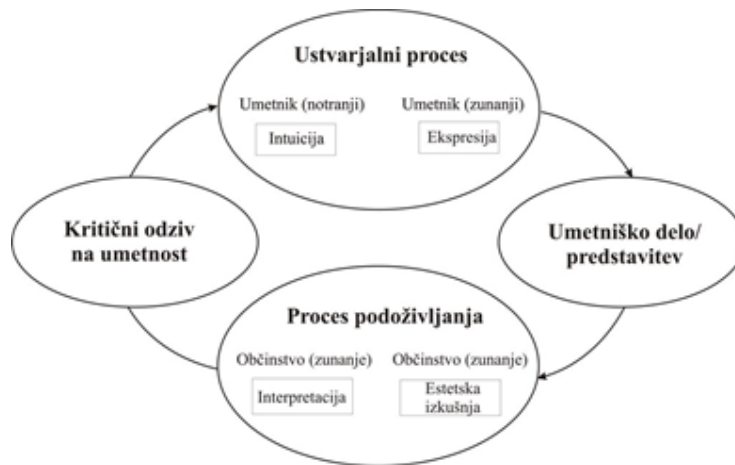 Ustvarjalni proces
Umetnik (notranji)
Umetnik (zunanji)
Intuicija
Ekspresija
Kritični odziv
na umetnost
Umetniško delo/
predstavitev
Proces podoživljanja
Občinstvo (zunanje)
Občinstvo (zunanje)
Interpretacija
Estetska
izkušnja